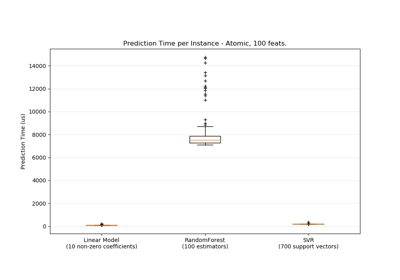 Prediction Time per Instance - Atomic, 100 feats.
14000
12000
10000
8000
6000
4000
2000
0
Prediction Time (us)
Linear Model
(10 non-zero coefficients)
RandomForest
(100 estimators)
SVR
(700 support vectors)